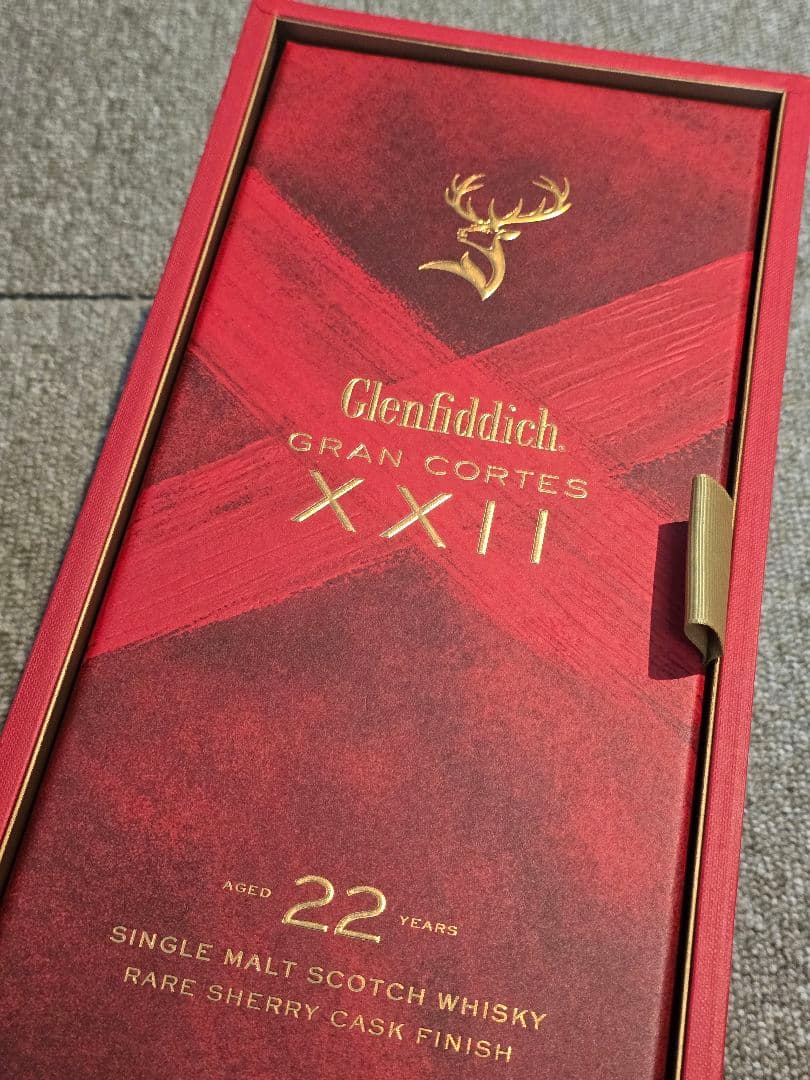 Glenfiddich.
GRAN CORTES
XXII
AGED 22 YEARS
SINGLE MALT SCOTCH WHISKY
RARE SHERRY CASK FINISH